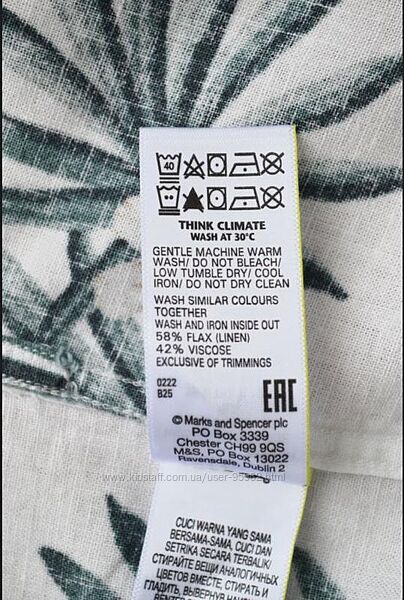 40
THINK CLIMATE
WASH AT 30°C
GENTLE MACHINE WARM
WASH/ DO NOT BLEACH/
LOW TUMBLE DRY/ COOL
IRON/ DO NOT DRY CLEAN
WASH SIMILAR COLOURS
TOGETHER
WASH AND IRON INSIDE OUT
58% FLAX (LINEN)
42% VISCOSE
EXCLUSIVE OF TRIMMINGS
0222
B25
EAC
© Marks and Spencer plc
PO Box 3339
Chester CH99 9QS
M&S, PO Box 13022
Ravensdale, Dublin 2
CUCI WARNA YANG SAMA
BERSAMA-SAMA. CUCI DAN
SETRIKA SECARA TERBALIK/
СТИРАЙТЕ ВЕЩИ АНАЛОГИЧНЫХ
ЦВЕТОВ ВМЕСТЕ, СТИРАТЬ И
ГЛАДИТЬ, ВЫВЕРНУВ